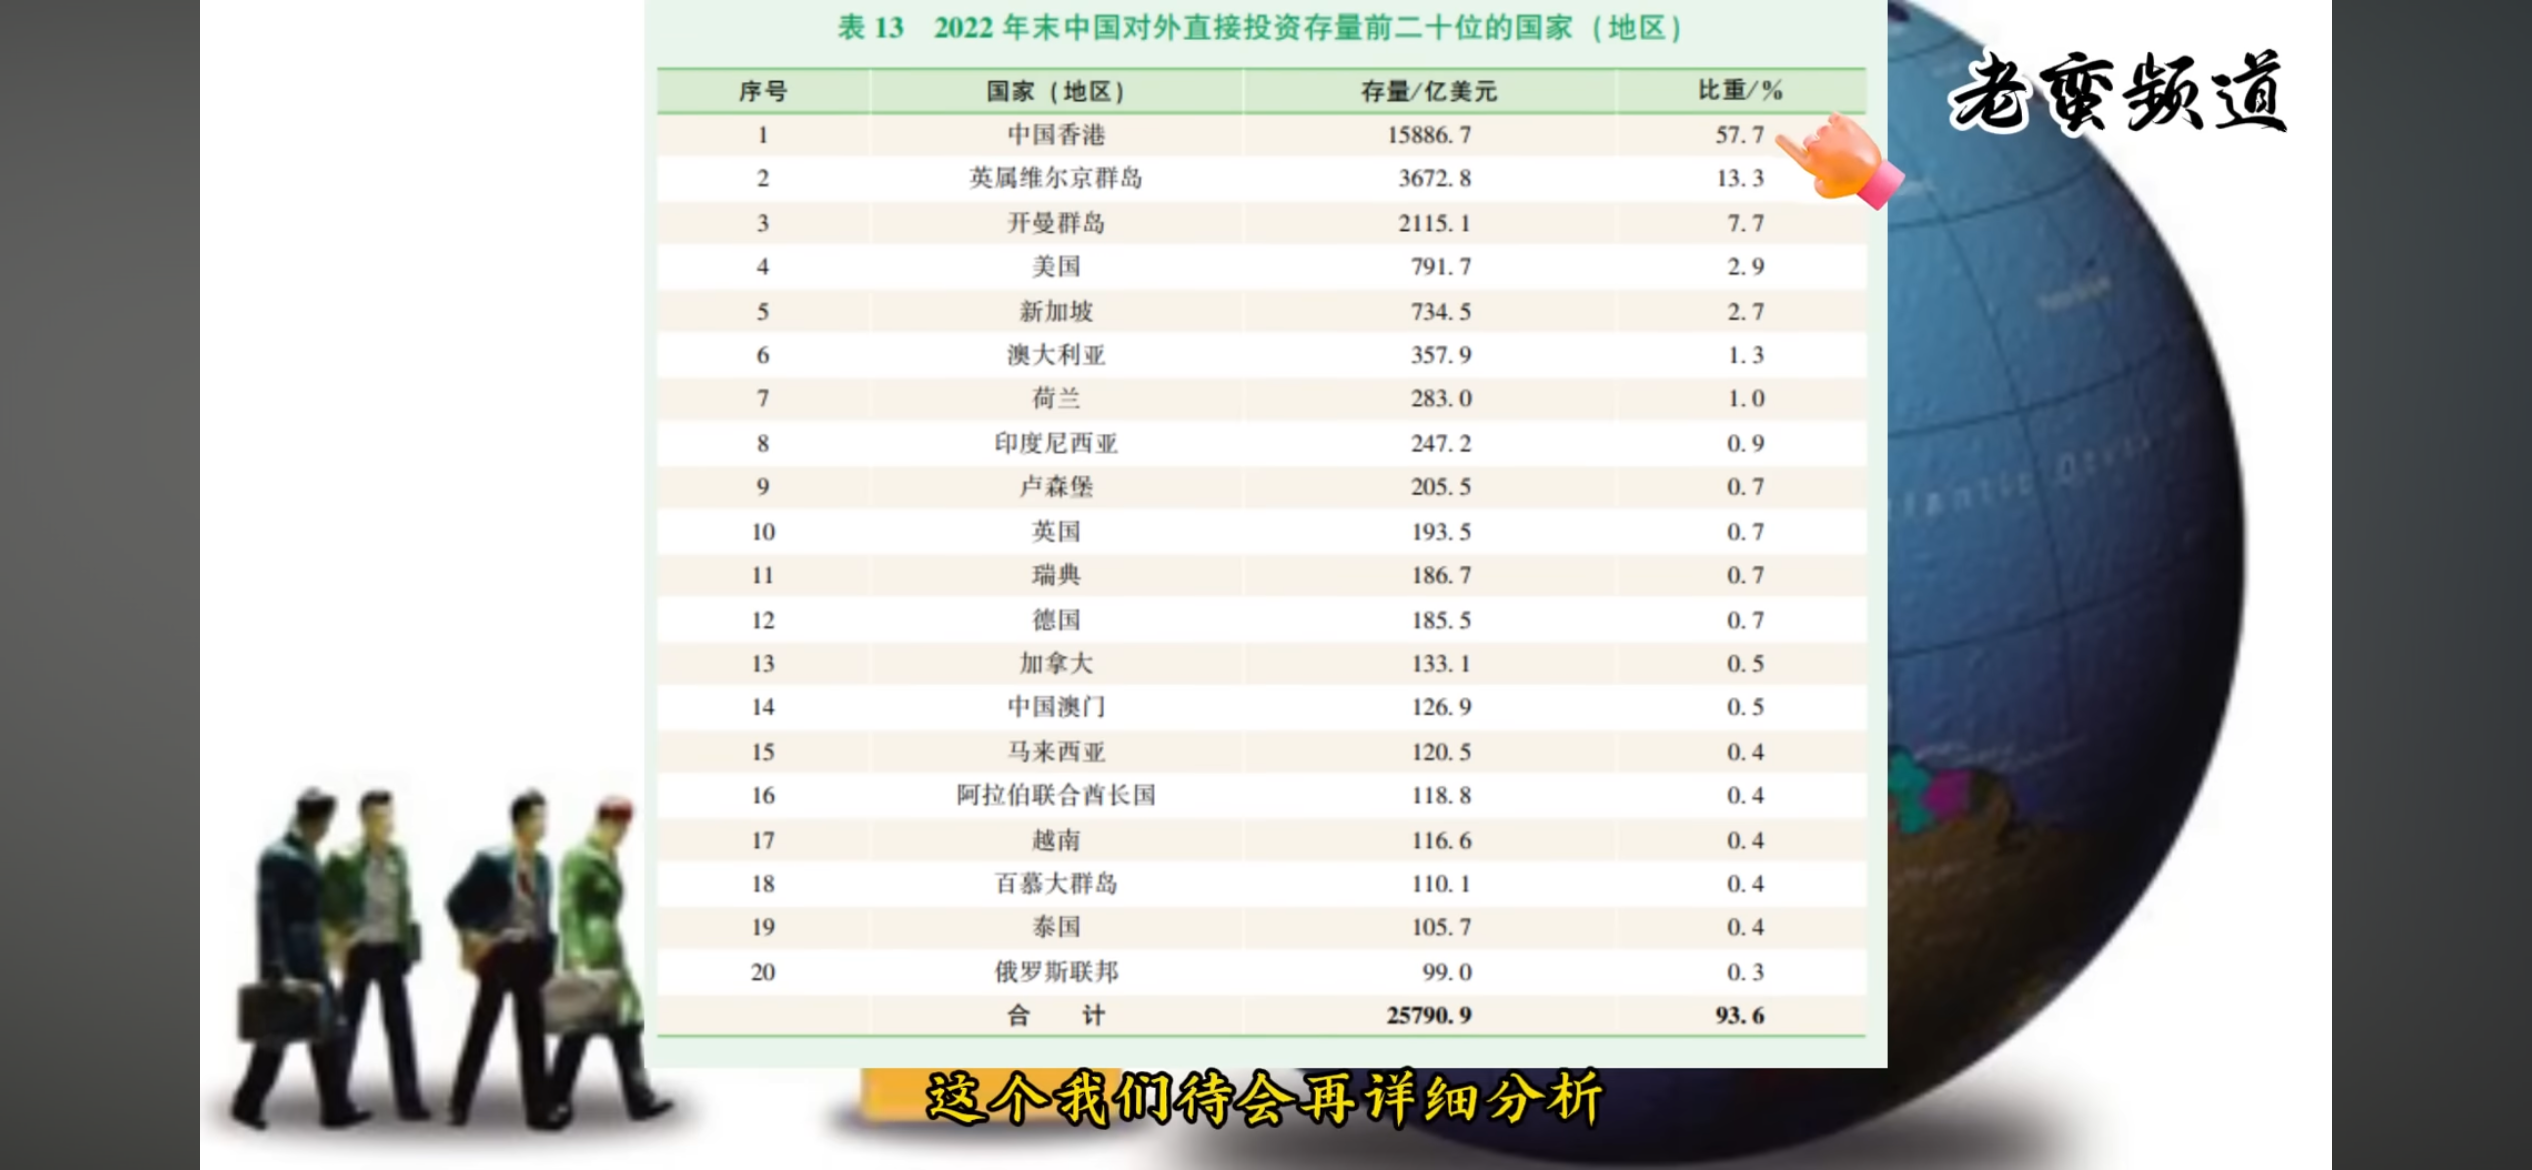 表 13 2022 年末中国对外直接投资存量前二十位的国家（地区）
老蛮频道
序号 国家（地区） 存量/亿美元 比重/%
1 中国香港 15886.7 57.7
2 英属维尔京群岛 3672.8 13.3
3 开曼群岛 2115.1 7.7
4 美国 791.7 2.9
5 新加坡 734.5 2.7
6 澳大利亚 357.9 1.3
7 荷兰 283.0 1.0
8 印度尼西亚 247.2 0.9
9 卢森堡 205.5 0.7
10 英国 193.5 0.7
11 瑞典 186.7 0.7
12 德国 185.5 0.7
13 加拿大 133.1 0.5
14 中国澳门 126.9 0.5
15 马来西亚 120.5 0.4
16 阿拉伯联合酋长国 118.8 0.4
17 越南 116.6 0.4
18 百慕大群岛 110.1 0.4
19 泰国 105.7 0.4
20 俄罗斯联邦 99.0 0.3
合 计 25790.9 93.6
这个我们待会再详细分析